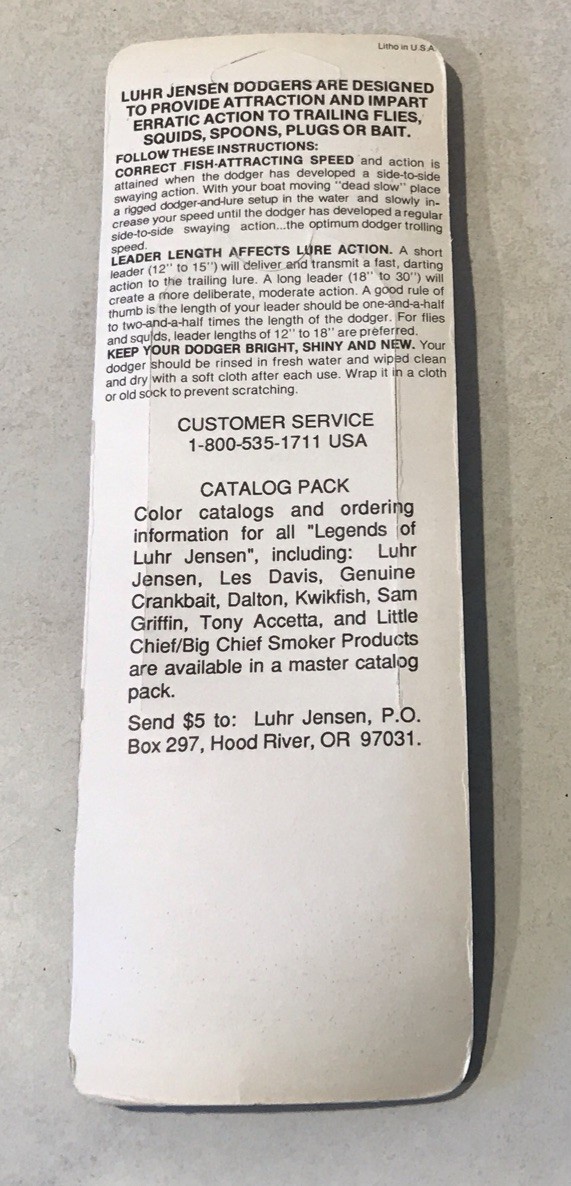 Litho in U.S.A.
LUHR JENSEN DODGERS ARE DESIGNED
TO PROVIDE ATTRACTION AND IMPART
ERRATIC ACTION TO TRAILING FLIES,
SQUIDS, SPOONS, PLUGS OR BAIT.
FOLLOW THESE INSTRUCTIONS:
CORRECT FISH-ATTRACTING SPEED and action is
attained when the dodger has developed a side-to-side
swaying action. With your boat moving "dead slow" place
a rigged dodger-and-lure setup in the water and slowly in-
crease your speed until the dodger has developed a regular
side-to-side swaying action...the optimum dodger trolling
speed.
LEADER LENGTH AFFECTS LURE ACTION. A short
leader (12" to 15") will deliver and transmit a fast, darting
action to the trailing lure. A long leader (18" to 30") will
create a more deliberate, moderate action. A good rule of
thumb is the length of your leader should be one-and-a-half
to two-and-a-half times the length of the dodger. For flies
and squids, leader lengths of 12" to 18" are preferred.
KEEP YOUR DODGER BRIGHT, SHINY AND NEW. Your
dodger should be rinsed in fresh water and wiped clean
and dry with a soft cloth after each use. Wrap it in a cloth
or old sock to prevent scratching.
CUSTOMER SERVICE
1-800-535-1711 USA
CATALOG PACK
Color catalogs and ordering
information for all "Legends of
Luhr Jensen", including: Luhr
Jensen, Les Davis, Genuine
Crankbait, Dalton, Kwikfish, Sam
Griffin, Tony Accetta, and Little
Chief/Big Chief Smoker Products
are available in a master catalog
pack.
Send $5 to: Luhr Jensen, P.O.
Box 297, Hood River, OR 97031.